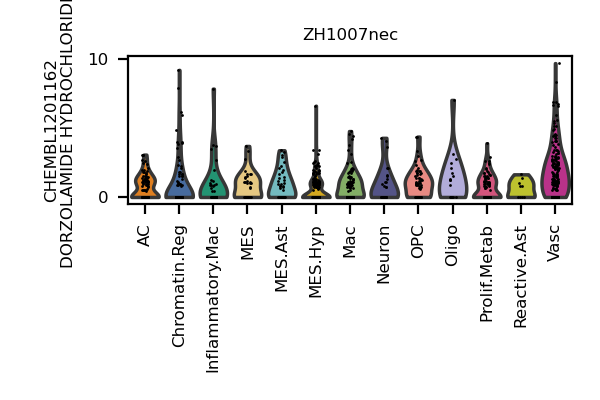 ZH1007nec
CHEMBL1201162
DORZOLAMIDE HYDROCHLORIDE
10
0
AC
Chromatin.Reg
Inflammatory.Mac
MES
MES.Ast
MES.Hyp
Mac
Neuron
OPC
Oligo
Prolif.Metab
Reactive.Ast
Vasc